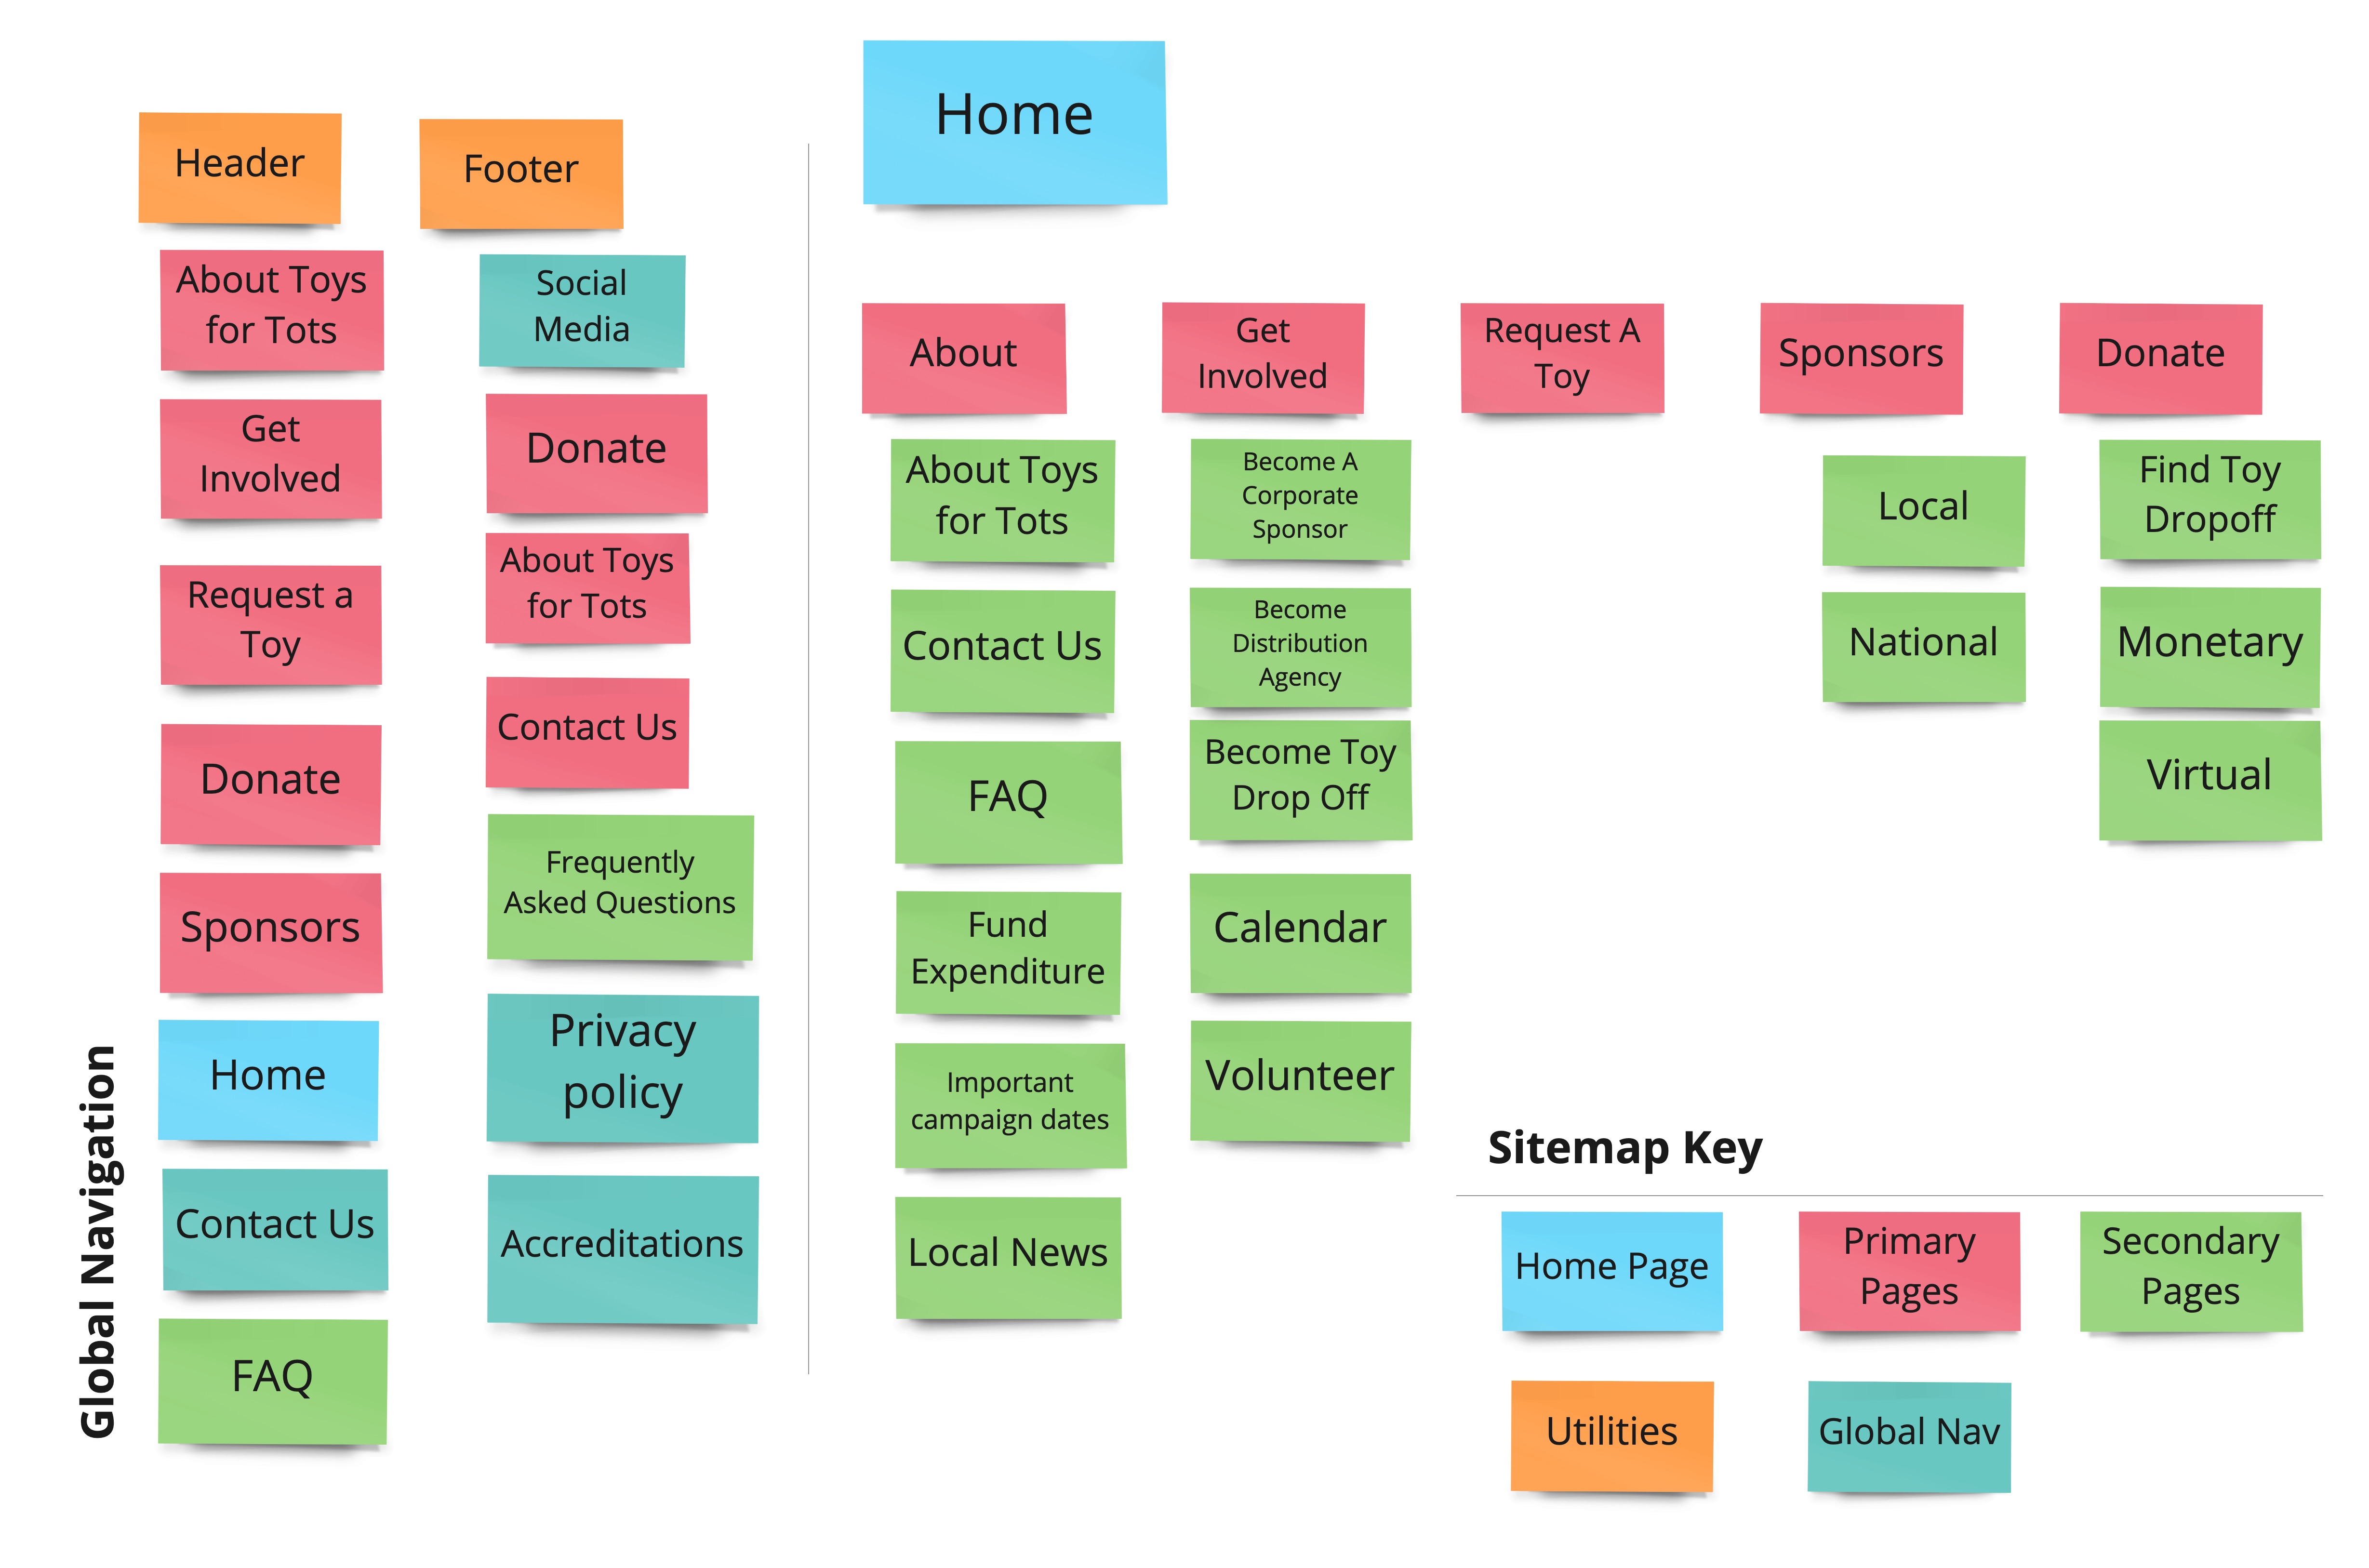 Header
About Toys
for Tots
Get
Involved
Request a
Toy
Donate
Sponsors
Home
Contact Us
FAQ
Global Navigation
Footer
Social
Media
Donate
About Toys
for Tots
Contact Us
Frequently
Asked Questions
Privacy
policy
Accreditations
Home
About
About Toys
for Tots
Contact Us
FAQ
Fund
Expenditure
Important
campaign dates
Local News
Get
Involved
Become A
Corporate
Sponsor
Become
Distribution
Agency
Become Toy
Drop Off
Calendar
Volunteer
Request A
Toy
Sponsors
Local
National
Donate
Find Toy
Dropoff
Monetary
Virtual
Sitemap Key
Home Page
Primary
Pages
Secondary
Pages
Utilities
Global Nav